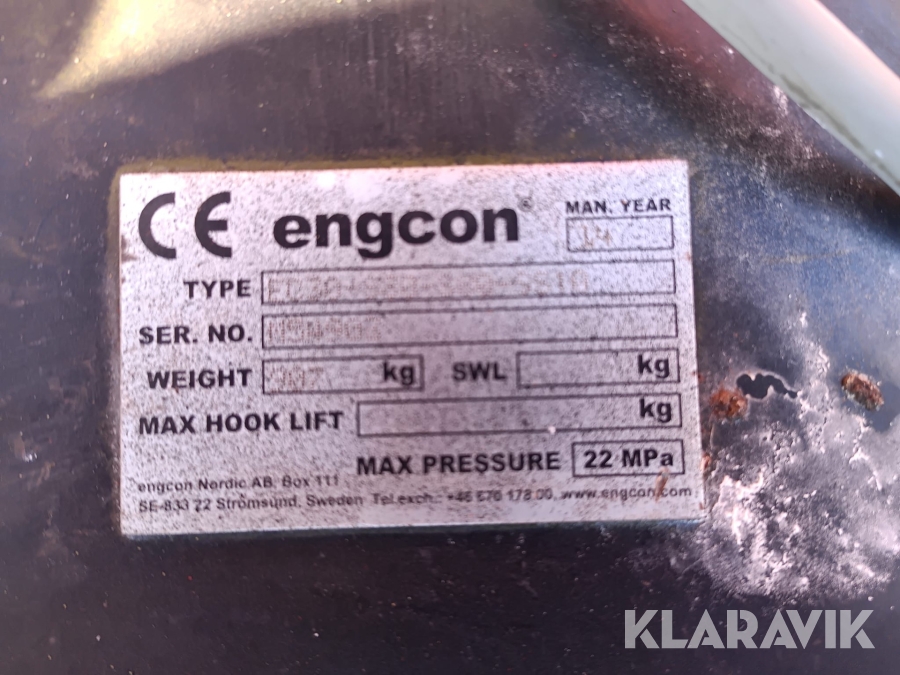 CE engcon® MAN. YEAR
14
TYPE
SER. NO.
WEIGHT kg SWL kg
MAX HOOK LIFT kg
MAX PRESSURE 22 MPa
engcon Nordic AB, Box 111
SE-833 22 Strömsund, Sweden Tel.exch.: +46 670 178 00, www.engcon.com
KLARAVIK